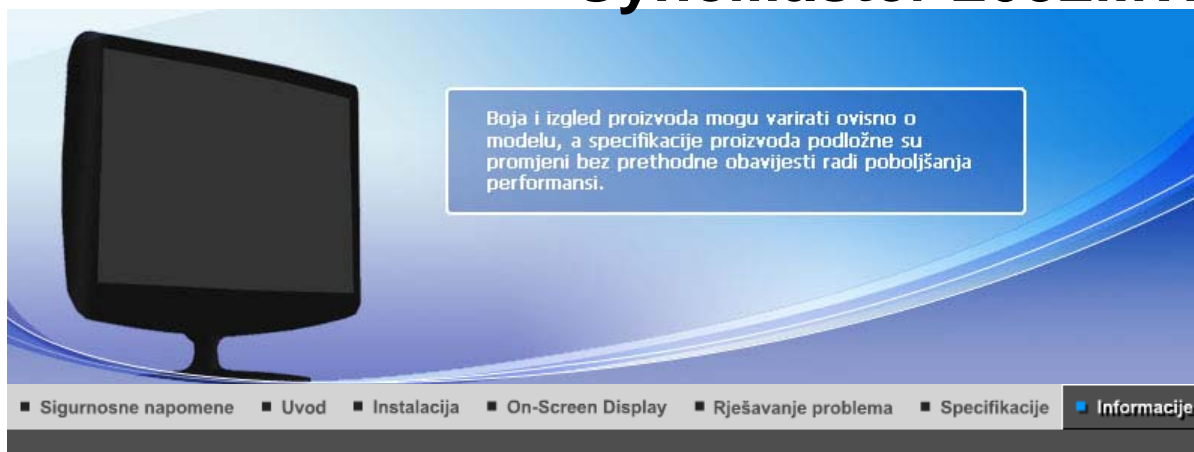 Boja i izgled proizvoda mogu varirati ovisno o
modelu, a specifikacije proizvoda podložne su
promjeni bez prethodne obavijesti radi poboljšanja
performansi.
Sigurnosne napomene Uvod Instalacija On-Screen Display Rješavanje problema Specifikacije Informacije